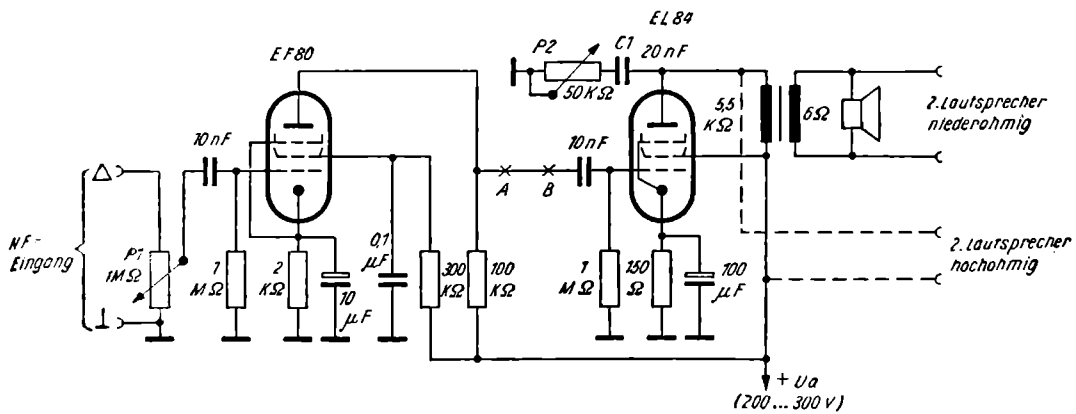 EL84
EF80
P2
C1
20nF
50KΩ
10nF
10nF
5,5
KΩ
6Ω
2. Lautsprecher
niederohmig
A
B
NF-
Eingang
P1
1MΩ
1
MΩ
2
KΩ
10
µF
0,1
µF
300
KΩ
100
KΩ
1
MΩ
150
Ω
100
µF
2. Lautsprecher
hochohmig
+ Ua
(200...300V)